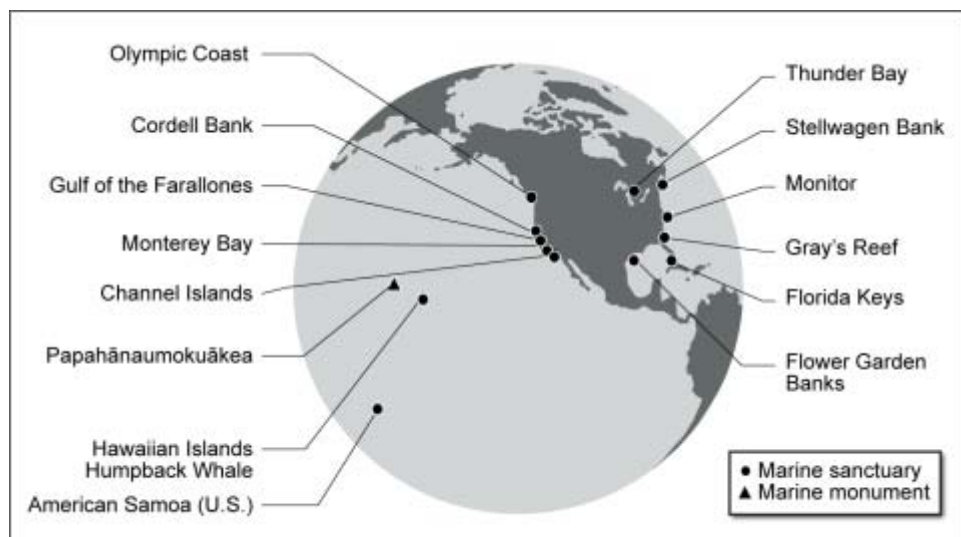 Olympic Coast
Cordell Bank
Gulf of the Farallones
Monterey Bay
Channel Islands
Papahānaumokuākea
Hawaiian Islands
Humpback Whale
American Samoa (U.S.)
Thunder Bay
Stellwagen Bank
Monitor
Gray's Reef
Florida Keys
Flower Garden
Banks
Marine sanctuary
Marine monument